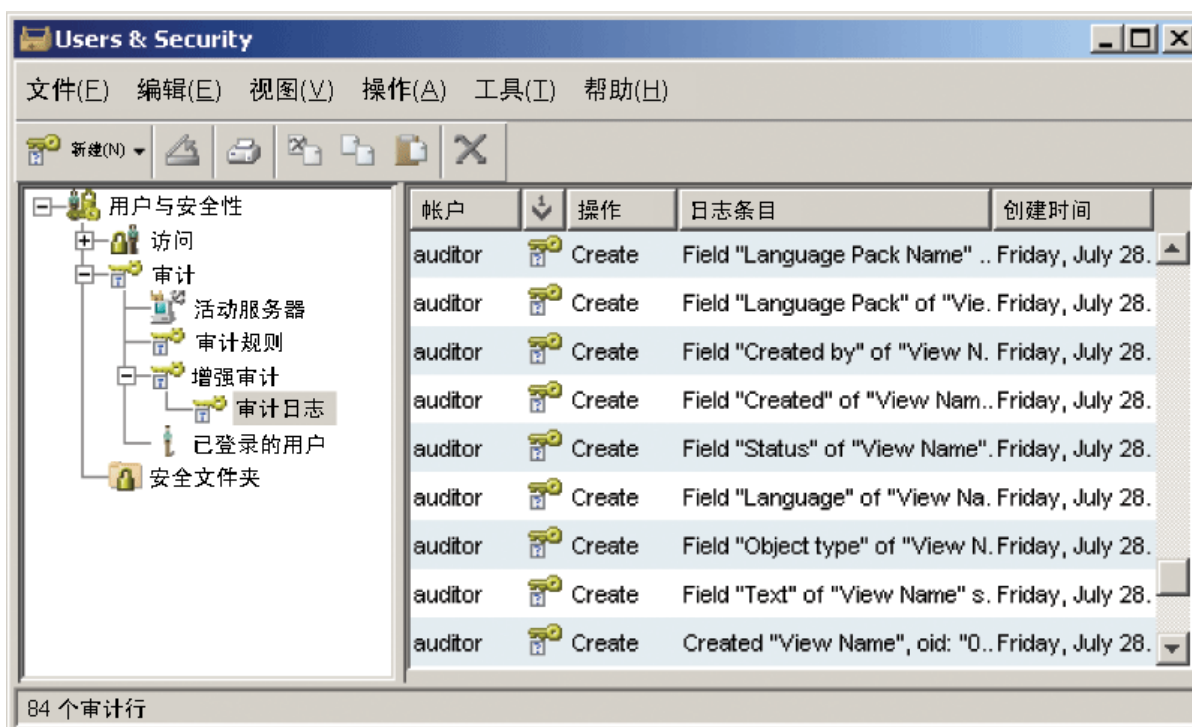 Users & Security
文件(F) 编辑(E) 视图(V) 操作(A) 工具(T) 帮助(H)
新建(N)
用户与安全性
访问
审计
活动服务器
审计规则
增强审计
审计日志
已登录的用户
安全文件夹
帐户 1 操作 日志条目 创建时间
auditor Create Field "Language Pack Name" .. Friday, July 28.
auditor Create Field "Language Pack" of "Vie. Friday, July 28.
auditor Create Field "Created by" of "View N. Friday, July 28.
auditor Create Field "Created" of "View Nam.. Friday, July 28.
auditor Create Field "Status" of "View Name". Friday, July 28.
auditor Create Field "Language" of "View Na. Friday, July 28.
auditor Create Field "Object type" of "View N. Friday, July 28.
auditor Create Field "Text" of "View Name" s. Friday, July 28.
auditor Create Created "View Name", oid: "0.. Friday, July 28.
84 个审计行